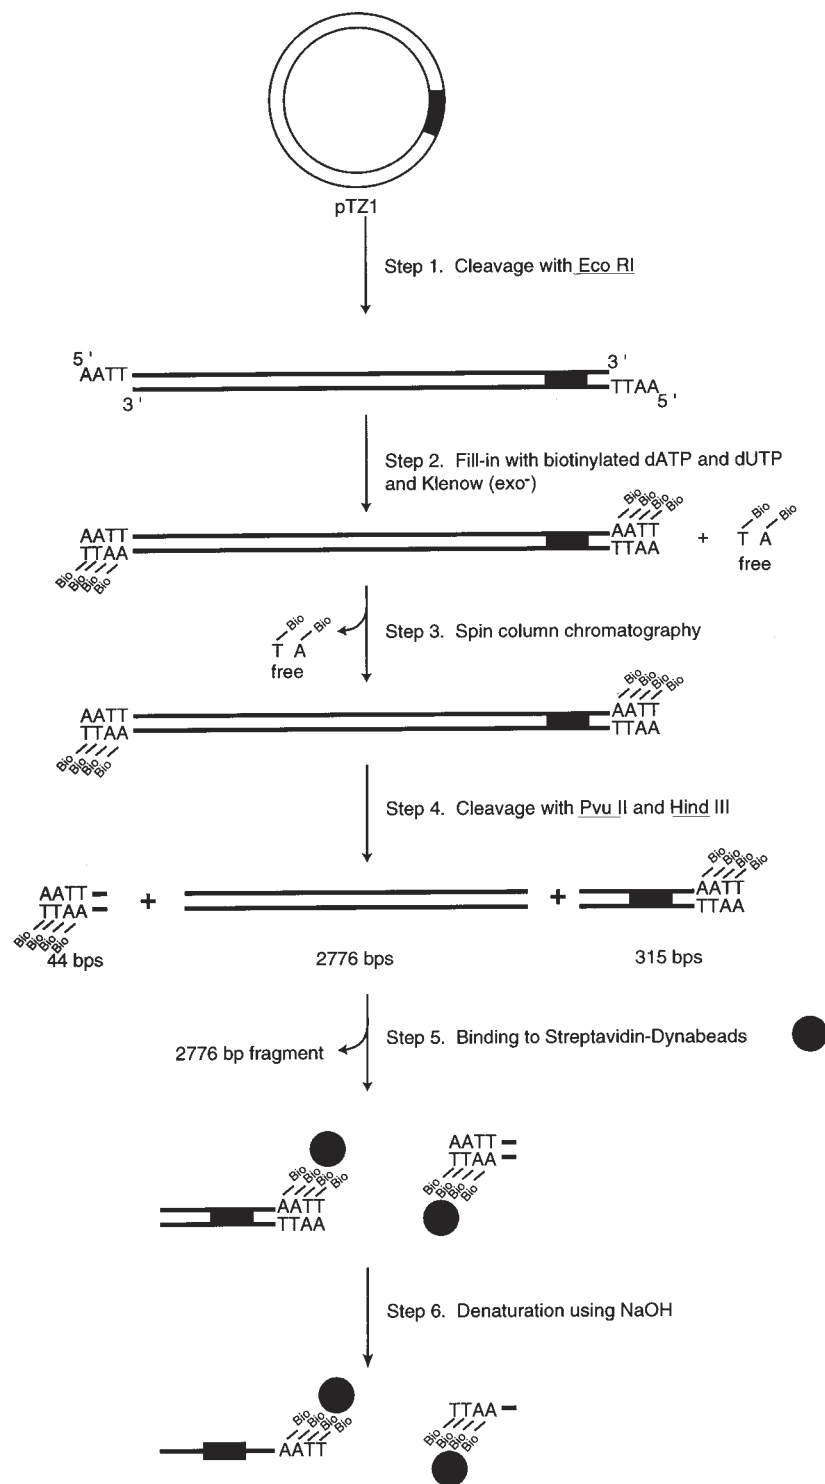 pTZ1
Step 1. Cleavage with Eco RI
5 ' 3 '
AATT
TTAA
3 ' 5 '
Step 2. Fill-in with biotinylated dATP and dUTP
and Klenow (exo⁻)
Bio Bio Bio Bio
AATT AATT + Bio Bio
TTAA TTAA T A
Bio Bio Bio Bio free
Bio Bio Step 3. Spin column chromatography
T A
free
Bio Bio Bio Bio
AATT AATT
TTAA TTAA
Bio Bio Bio Bio
Step 4. Cleavage with Pvu II and Hind III
Bio Bio Bio Bio
AATT + + AATT
TTAA TTAA
Bio Bio Bio Bio
44 bps 2776 bps 315 bps
Step 5. Binding to Streptavidin-Dynabeads
2776 bp fragment
AATT
TTAA
Bio Bio Bio Bio Bio Bio Bio Bio
AATT
TTAA
Step 6. Denaturation using NaOH
TTAA
Bio Bio Bio Bio Bio Bio Bio Bio
AATT